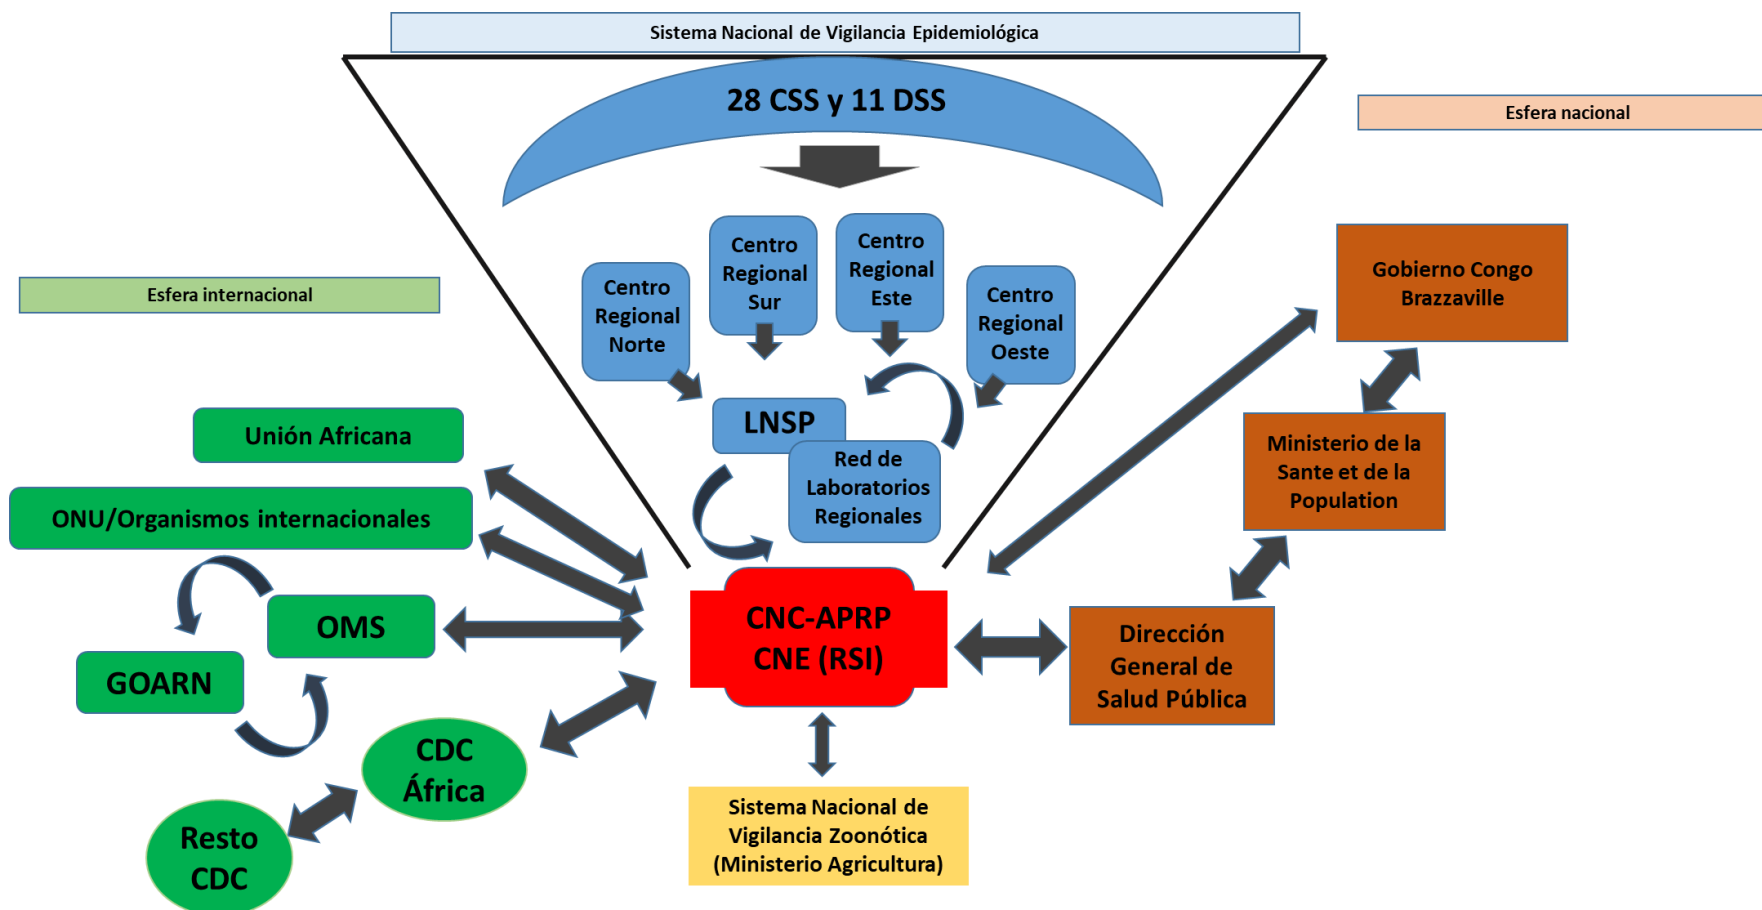 Sistema Nacional de Vigilancia Epidemiológica
28 CSS y 11 DSS
Esfera nacional
Centro
Regional
Norte
Centro
Regional
Sur
Centro
Regional
Este
Centro
Regional
Oeste
Gobierno Congo
Brazzaville
Esfera internacional
LNSP
Red de
Laboratorios
Regionales
Unión Africana
ONU/Organismos internacionales
OMS
GOARN
CDC
África
Resto
CDC
Ministerio de la
Sante et de la
Population
CNC-APRP
CNE (RSI)
Dirección
General de
Salud Pública
Sistema Nacional de
Vigilancia Zoonótica
(Ministerio Agricultura)